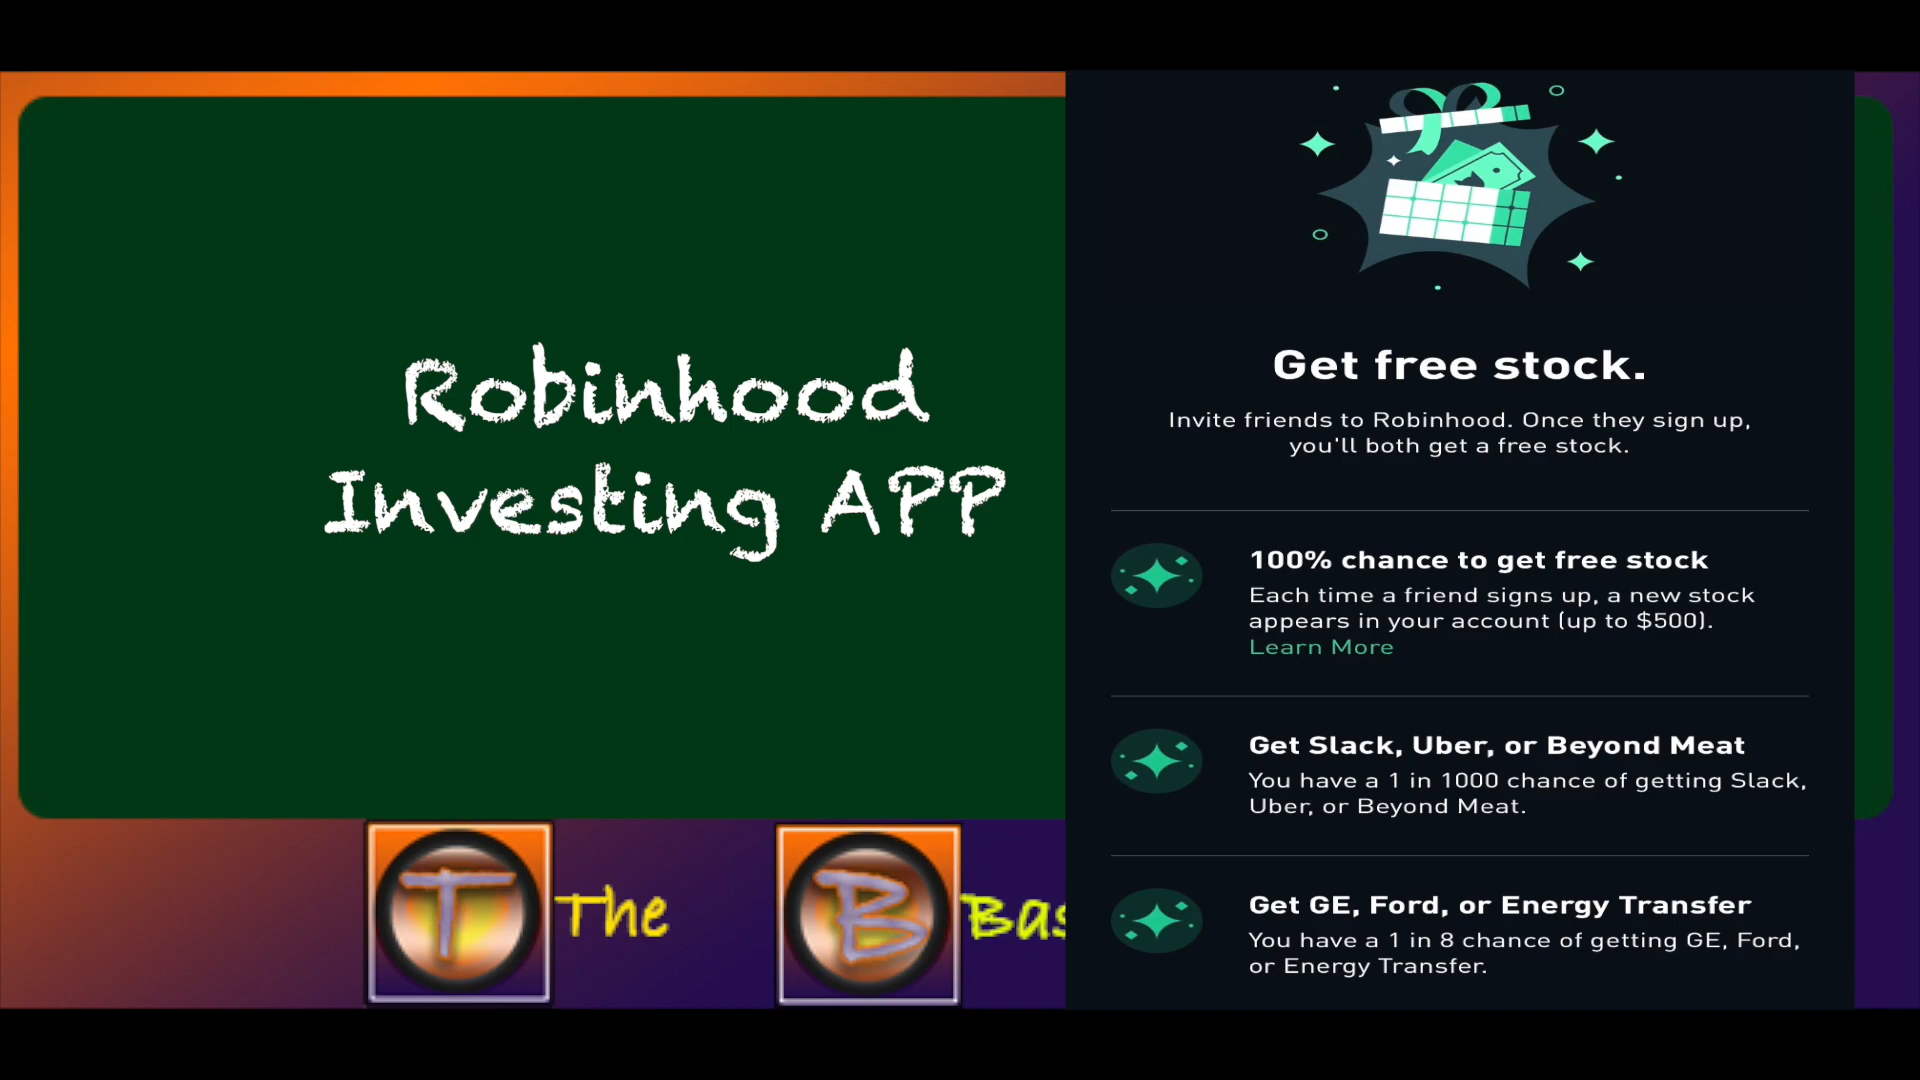 Robinhood
Investing APP
T
The
B
Get free stock.
Invite friends to Robinhood. Once they sign up,
you'll both get a free stock.
100% chance to get free stock
Each time a friend signs up, a new stock
appears in your account (up to $500).
Learn More
Get Slack, Uber, or Beyond Meat
You have a 1 in 1000 chance of getting Slack,
Uber, or Beyond Meat.
Get GE, Ford, or Energy Transfer
You have a 1 in 8 chance of getting GE, Ford,
or Energy Transfer.